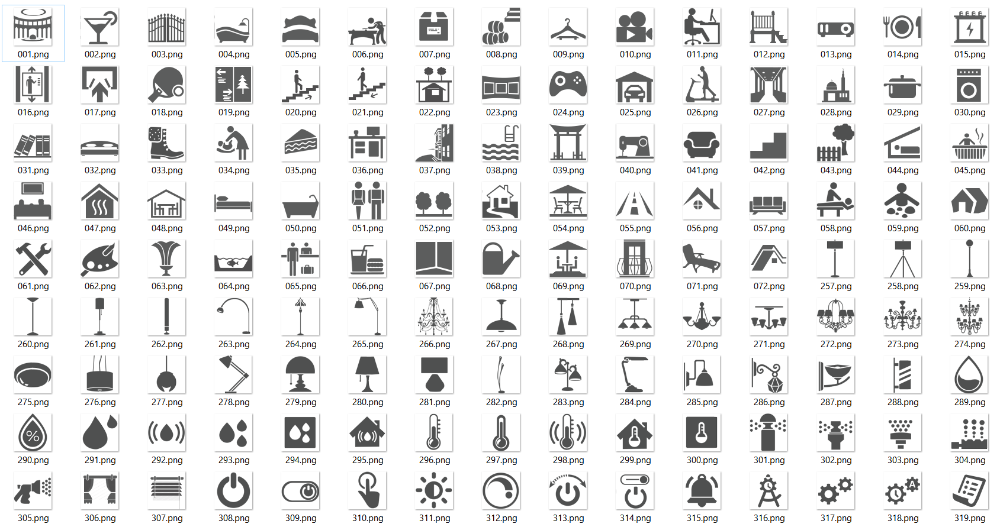 001.png 002.png 003.png 004.png 005.png 006.png 007.png 008.png 009.png 010.png 011.png 012.png 013.png 014.png 015.png
016.png 017.png 018.png 019.png 020.png 021.png 022.png 023.png 024.png 025.png 026.png 027.png 028.png 029.png 030.png
031.png 032.png 033.png 034.png 035.png 036.png 037.png 038.png 039.png 040.png 041.png 042.png 043.png 044.png 045.png
046.png 047.png 048.png 049.png 050.png 051.png 052.png 053.png 054.png 055.png 056.png 057.png 058.png 059.png 060.png
061.png 062.png 063.png 064.png 065.png 066.png 067.png 068.png 069.png 070.png 071.png 072.png 257.png 258.png 259.png
260.png 261.png 262.png 263.png 264.png 265.png 266.png 267.png 268.png 269.png 270.png 271.png 272.png 273.png 274.png
275.png 276.png 277.png 278.png 279.png 280.png 281.png 282.png 283.png 284.png 285.png 286.png 287.png 288.png 289.png
%
290.png 291.png 292.png 293.png 294.png 295.png 296.png 297.png 298.png 299.png 300.png 301.png 302.png 303.png 304.png
A
305.png 306.png 307.png 308.png 309.png 310.png 311.png 312.png 313.png 314.png 315.png 316.png 317.png 318.png 319.png